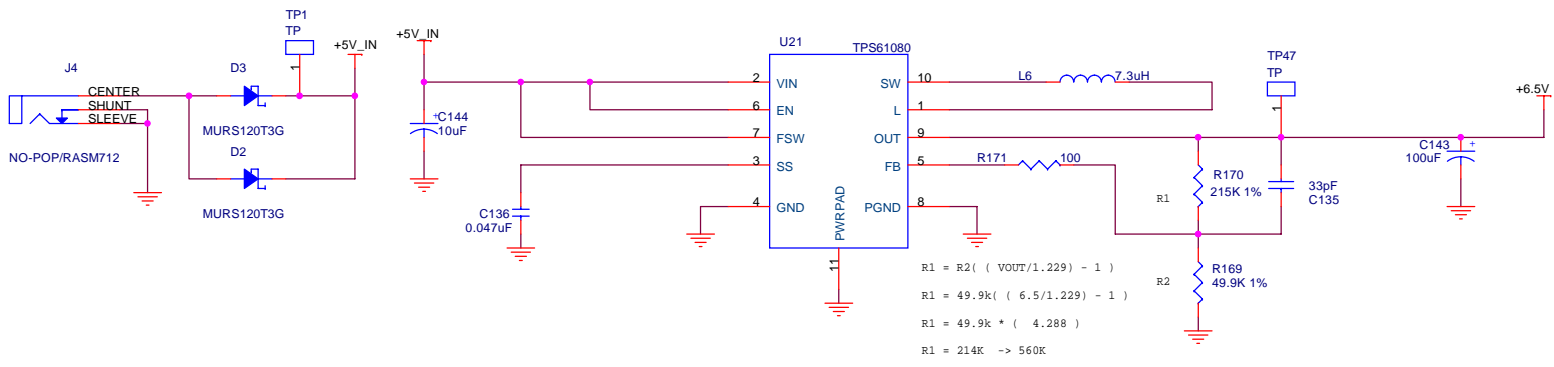 TP1
TP
1
+5V_IN
J4
CENTER
SHUNT
SLEEVE
NO-POP/RASM712
D3
MURS120T3G
D2
MURS120T3G
+5V_IN
+
C144
10uF
C136
0.047uF
U21
TPS61080
2
VIN
6
EN
7
FSW
3
SS
4
GND
SW
10
L
1
OUT
9
FB
5
PGND
8
PWRPAD
11
L6
7.3uH
R171
100
R1
R170
215K 1%
33pF
C135
R2
R169
49.9K 1%
TP47
TP
1
C143
100uF
+
+6.5V
R1 = R2( ( VOUT/1.229) - 1 )
R1 = 49.9k( ( 6.5/1.229) - 1 )
R1 = 49.9k * ( 4.288 )
R1 = 214K -> 560K